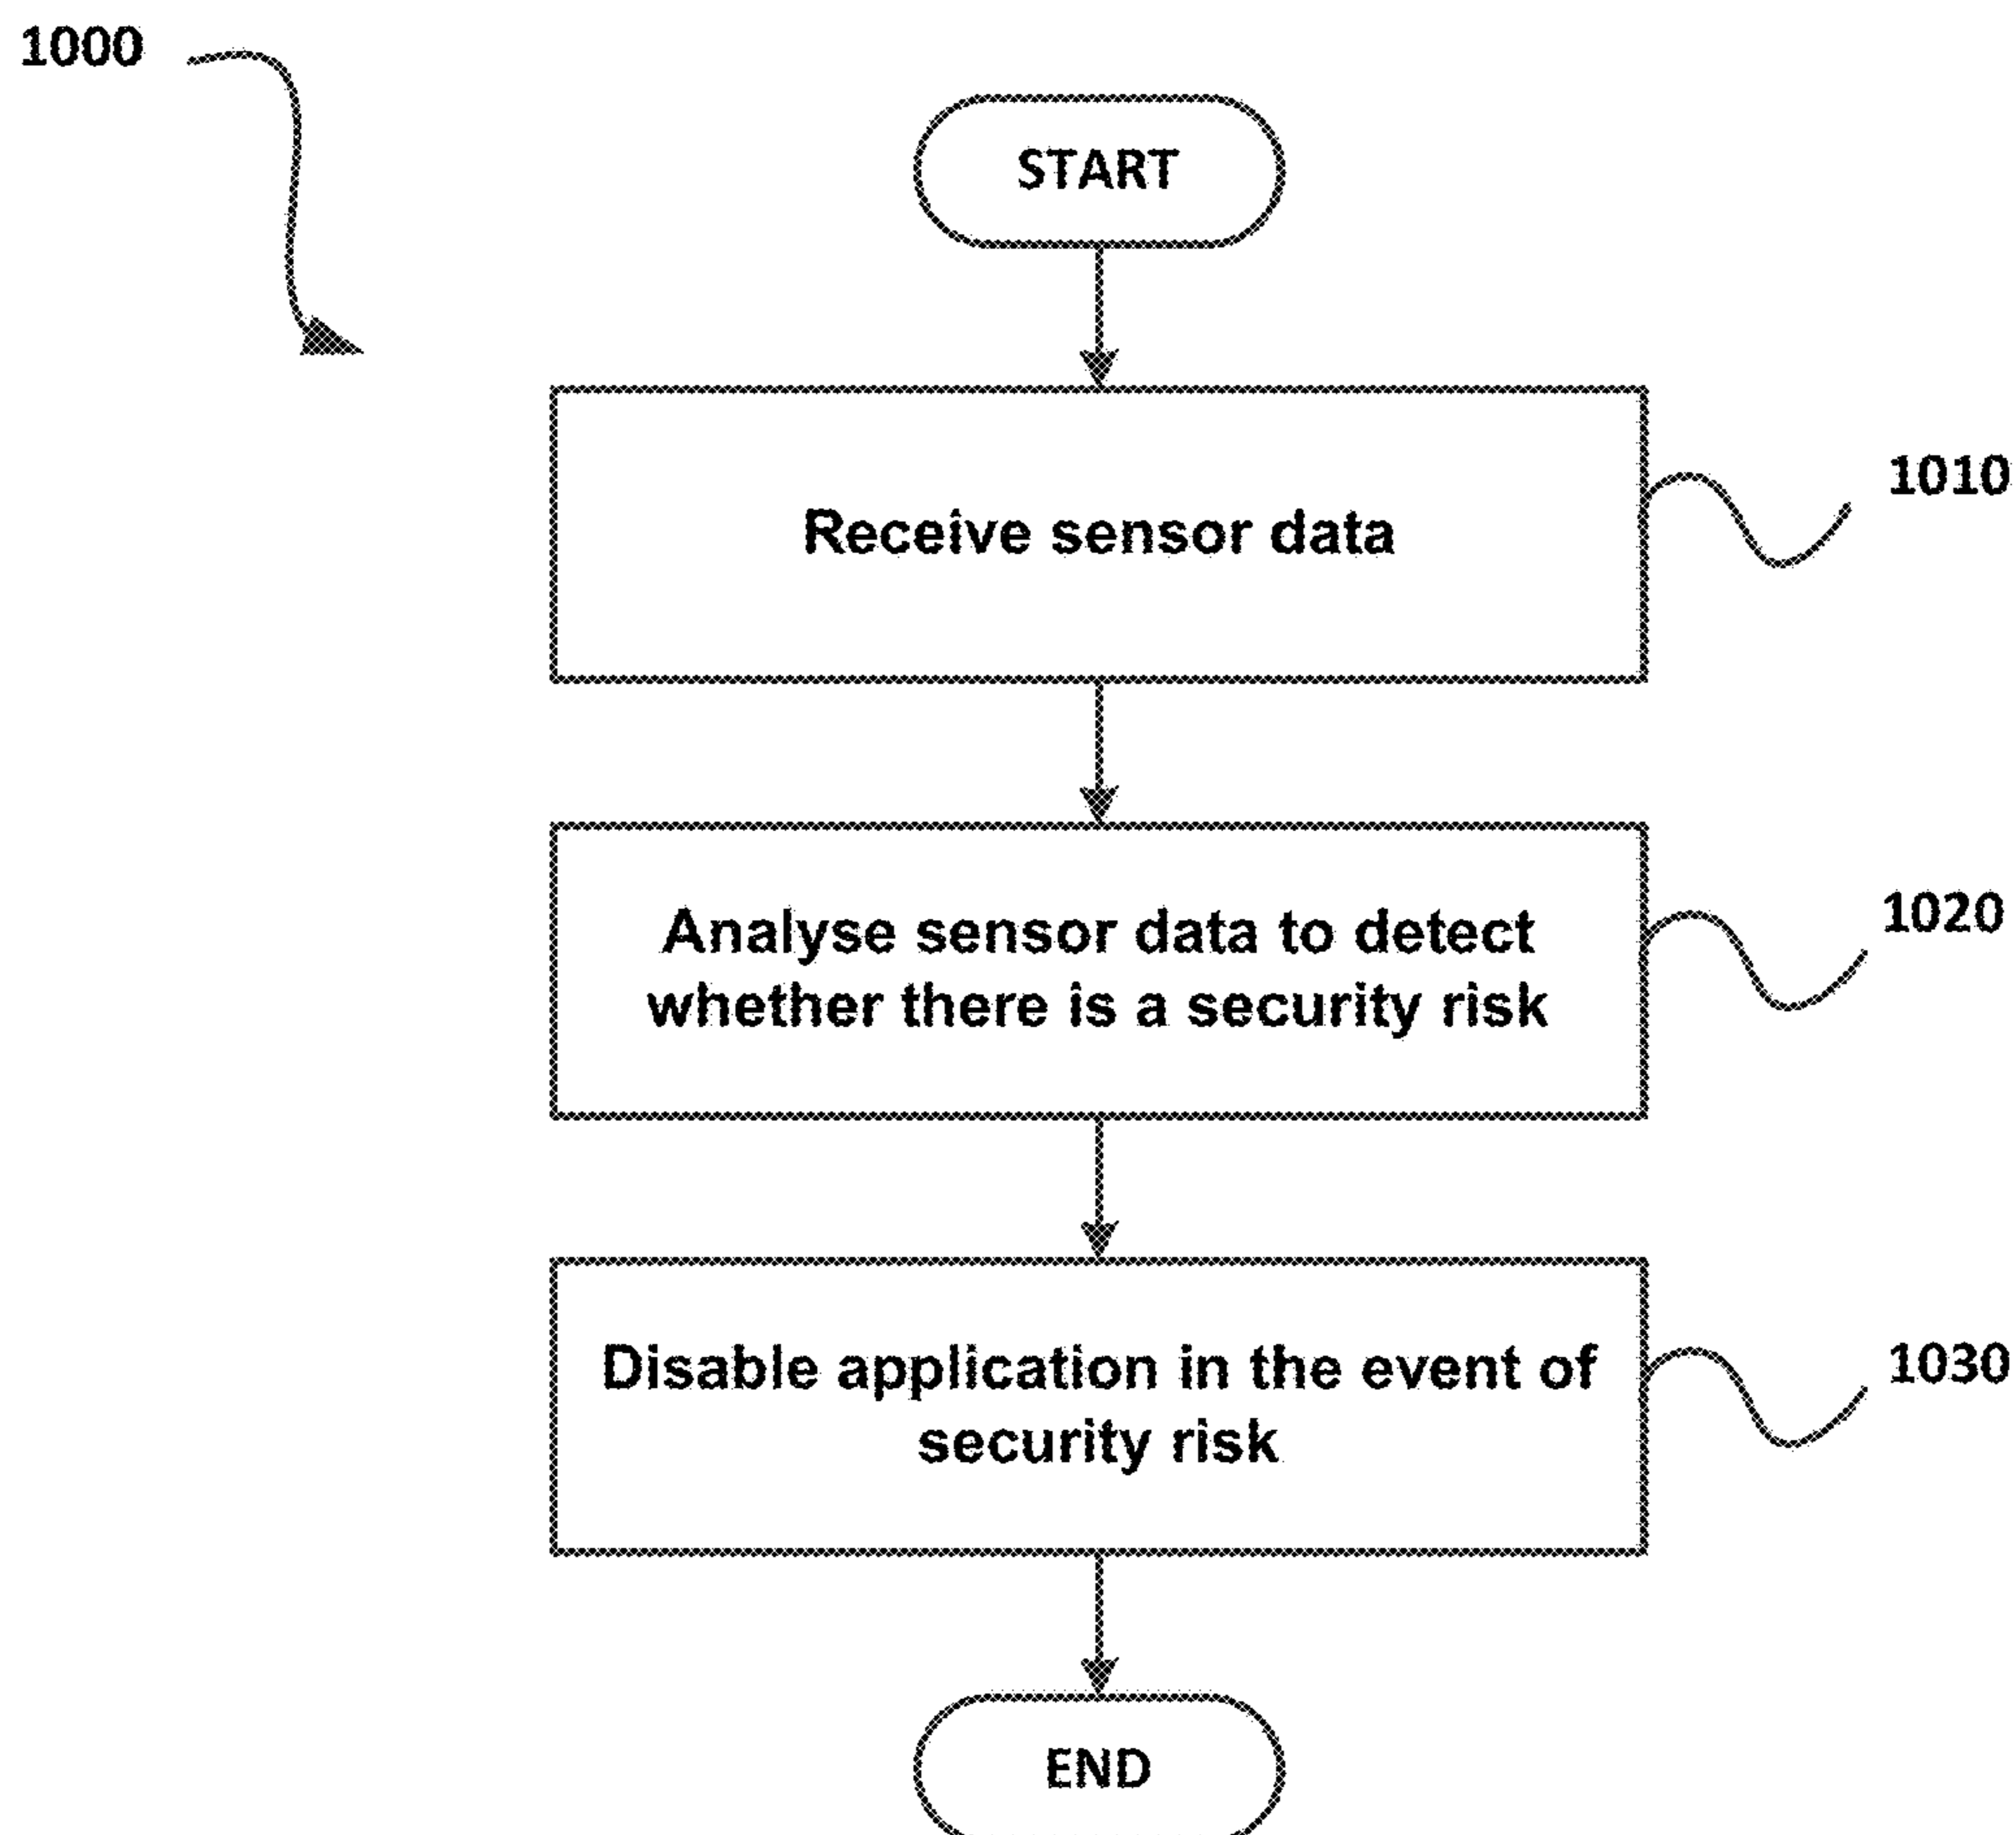 1000
START
Receive sensor data
1010
Analyse sensor data to detect
whether there is a security risk
1020
Disable application in the event of
security risk
1030
END